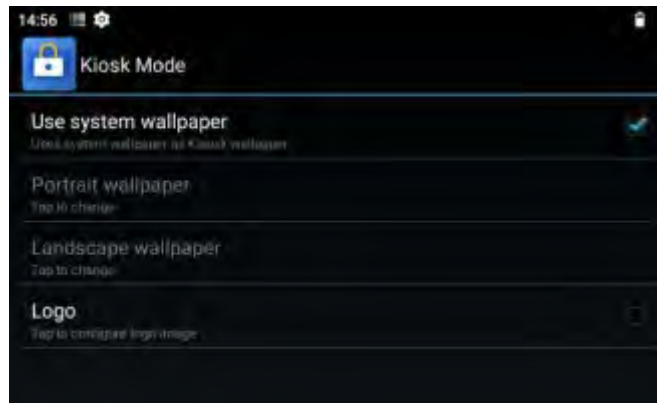 14:56
Kiosk Mode
Use system wallpaper
Uses system wallpaper as Kiosk wallpaper
Portrait wallpaper
Tap to change
Landscape wallpaper
Tap to change
Logo
Tap to configure logo image